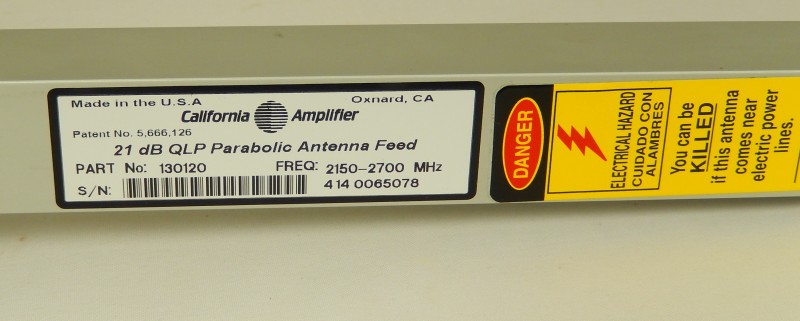 Made in the U.S.A Oxnard, CA
California Amplifier
Patent No. 5,666,126
21 dB QLP Parabolic Antenna Feed
PART No: 130120 FREQ: 2150-2700 MHz
S/N: 414 0065078
DANGER
ELECTRICAL HAZARD
CUIDADO CON
ALAMBRES
You can be
KILLED
if this antenna
comes near
electric power
lines.